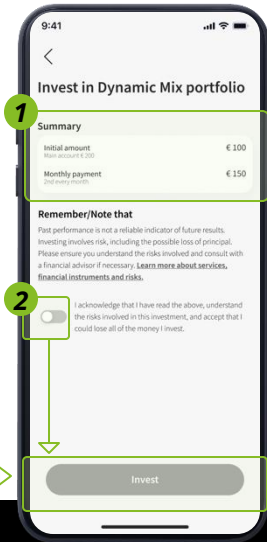 9:41
Invest in Dynamic Mix portfolio
1
Summary
Initial amount € 100
Main account € 200
Monthly payment € 150
2nd every month
Remember/Note that
Past performance is not a reliable indicator of future results.
Investing involves risk, including the possible loss of principal.
Please ensure you understand the risks involved and consult with
a financial advisor if necessary. Learn more about services,
financial instruments and risks.
2
I acknowledge that I have read the above, understand
the risks involved in this investment, and accept that I
could lose all of the money I invest.
Invest